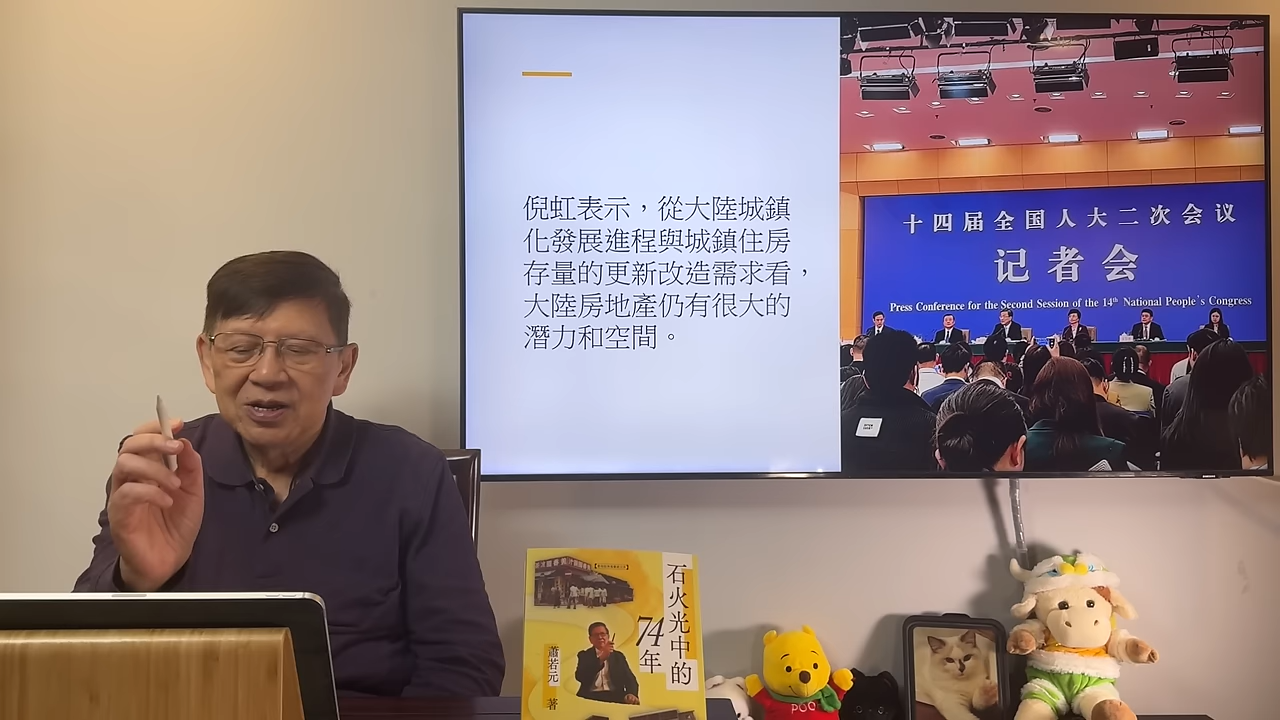 倪虹表示，從大陸城鎮
化發展進程與城鎮住房
存量的更新改造需求看，
大陸房地產仍有很大的
潛力和空間。
十四届全国人大二次会议
记者会
Press Conference for the Second Session of the 14th National People's Congress
石火光中的
74年
蕭若元 著
POO